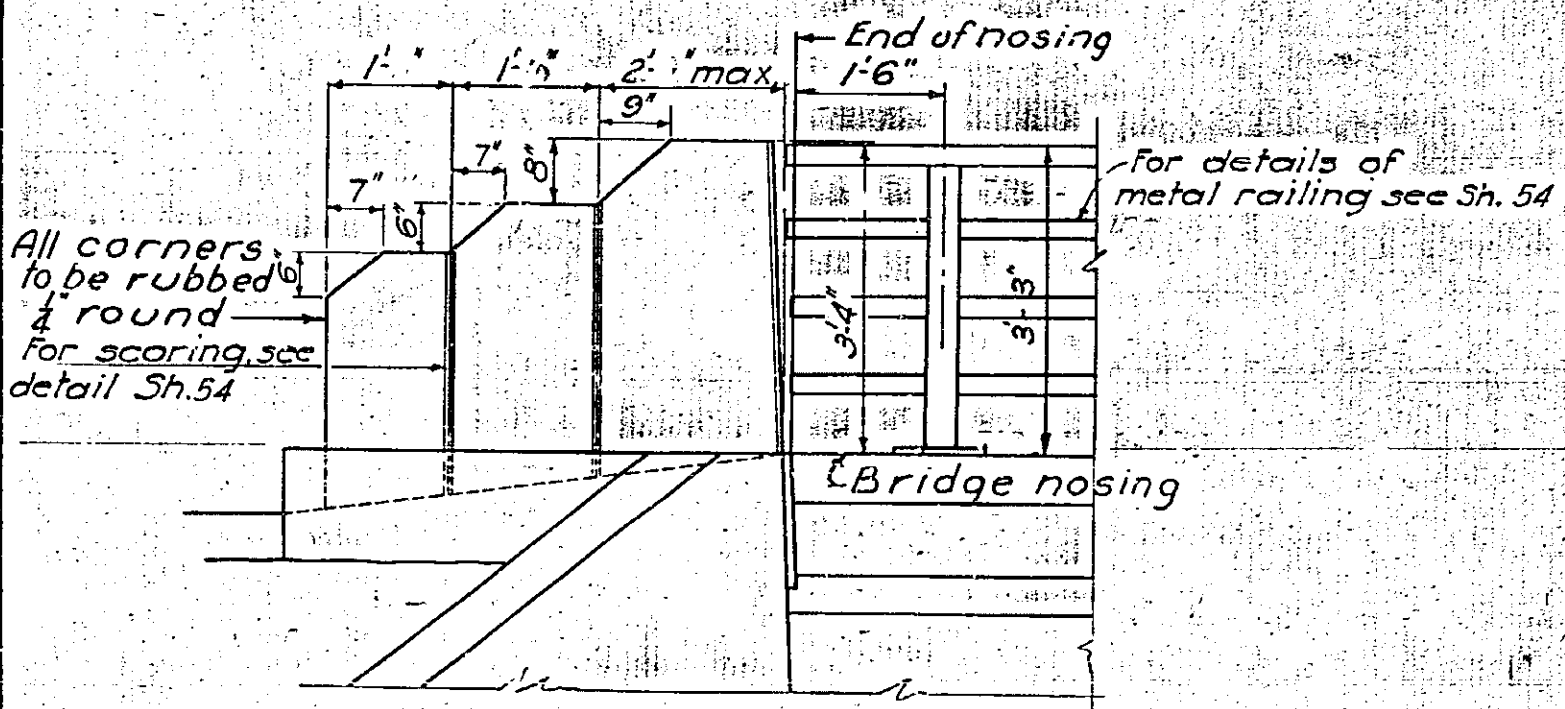 End of nosing
max.
1'-6"
9"
7"
8"
7"
6"
6"
For details of
metal railing see Sh. 54
All corners
to be rubbed
1/4" round
For scoring, see
detail Sh. 54
3'-4"
3'-3"
Bridge nosing